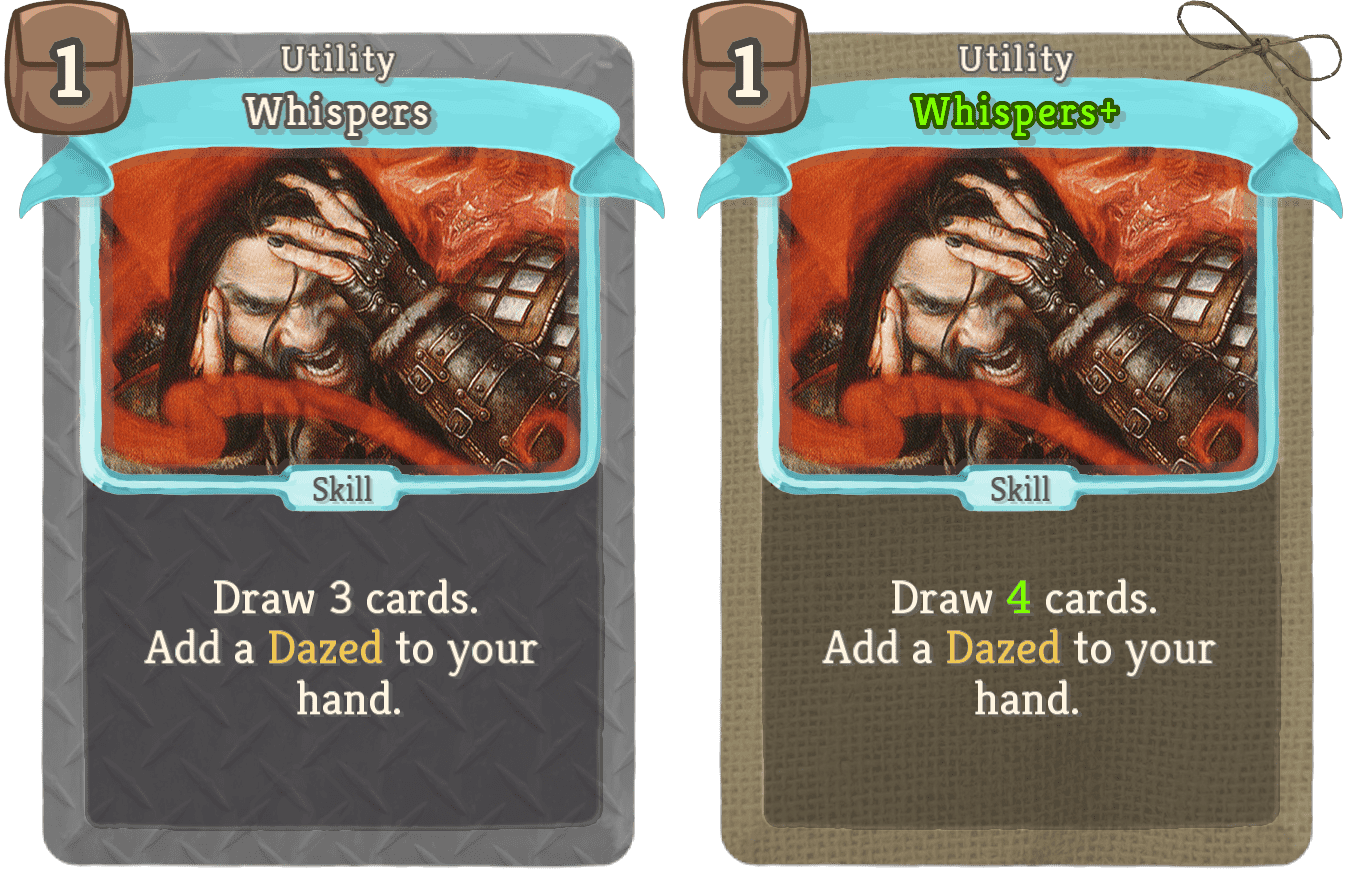 1
Utility
Whispers
Skill
Draw 3 cards.
Add a Dazed to your
hand.
1
Utility
Whispers+
Skill
Draw 4 cards.
Add a Dazed to your
hand.